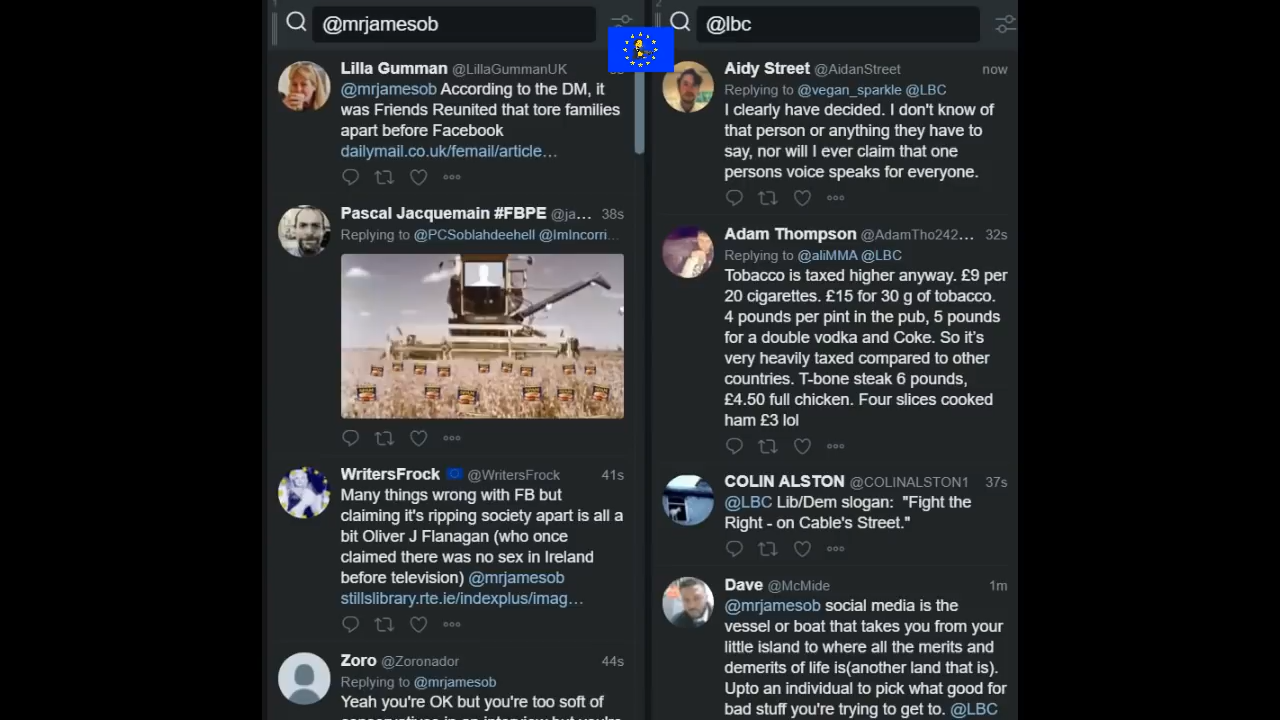 1
@mrjamesob
Lilla Gumman @LillaGummanUK
@mrjamesob According to the DM, it
was Friends Reunited that tore families
apart before Facebook
dailymail.co.uk/femail/article…
Pascal Jacquemain #FBPE @ja... 38s
Replying to @PCSoblahdeehell @ImIncorri...
WritersFrock @WritersFrock 41s
Many things wrong with FB but
claiming it's ripping society apart is all a
bit Oliver J Flanagan (who once
claimed there was no sex in Ireland
before television) @mrjamesob
stillslibrary.rte.ie/indexplus/imag…
Zoro @Zoronador 44s
Replying to @mrjamesob
Yeah you're OK but you're too soft of
2
@lbc
Aidy Street @AidanStreet now
Replying to @vegan_sparkle @LBC
I clearly have decided. I don't know of
that person or anything they have to
say, nor will I ever claim that one
persons voice speaks for everyone.
Adam Thompson @AdamTho242... 32s
Replying to @aliMMA @LBC
Tobacco is taxed higher anyway. £9 per
20 cigarettes. £15 for 30 g of tobacco.
4 pounds per pint in the pub, 5 pounds
for a double vodka and Coke. So it's
very heavily taxed compared to other
countries. T-bone steak 6 pounds,
£4.50 full chicken. Four slices cooked
ham £3 lol
COLIN ALSTON @COLINALSTON1 37s
@LBC Lib/Dem slogan: "Fight the
Right - on Cable's Street."
Dave @McMide 1m
@mrjamesob social media is the
vessel or boat that takes you from your
little island to where all the merits and
demerits of life is(another land that is).
Upto an individual to pick what good for
bad stuff you're trying to get to. @LBC